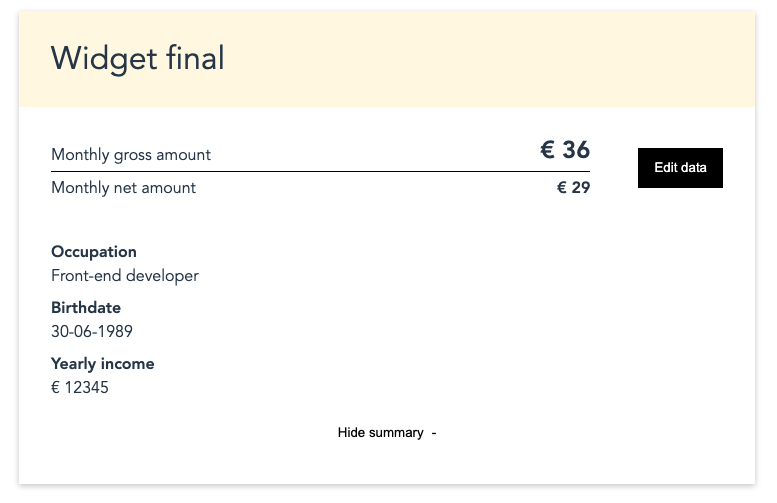 Widget final
Monthly gross amount € 36
Edit data
Monthly net amount € 29
Occupation
Front-end developer
Birthdate
30-06-1989
Yearly income
€ 12345
Hide summary -